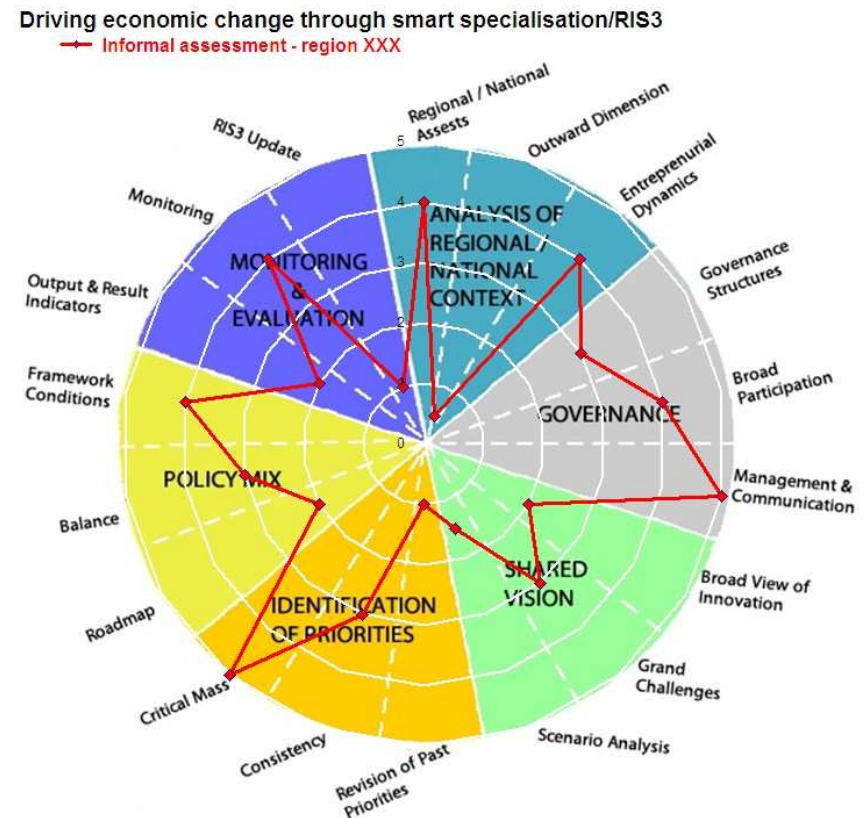 Driving economic change through smart specialisation/RIS3
Informal assessment - region XXX
Regional / National
Assests
Outward Dimension
Entreprenurial
Dynamics
Governance
Structures
Broad
Participation
Management &
Communication
Broad View of
Innovation
Grand
Challenges
Scenario Analysis
Revision of Past
Priorities
Consistency
Critical Mass
Roadmap
Balance
Framework
Conditions
Output & Result
Indicators
Monitoring
RIS3 Update
5
4
3
2
0
ANALYSIS OF
REGIONAL /
NATIONAL
CONTEXT
GOVERNANCE
SHARED
VISION
IDENTIFICATION
OF PRIORITIES
POLICY MIX
MONITORING
&
EVALUATION